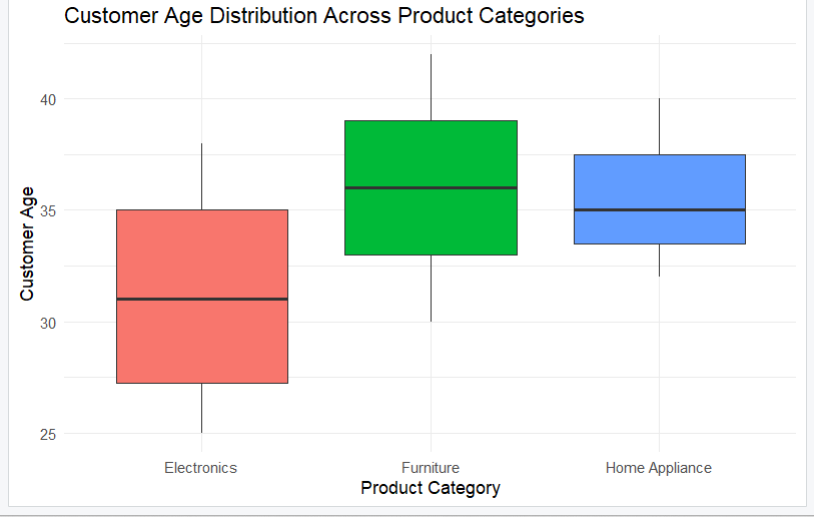 Customer Age Distribution Across Product Categories
Customer Age
40
35
30
25
Electronics Furniture Home Appliance
Product Category